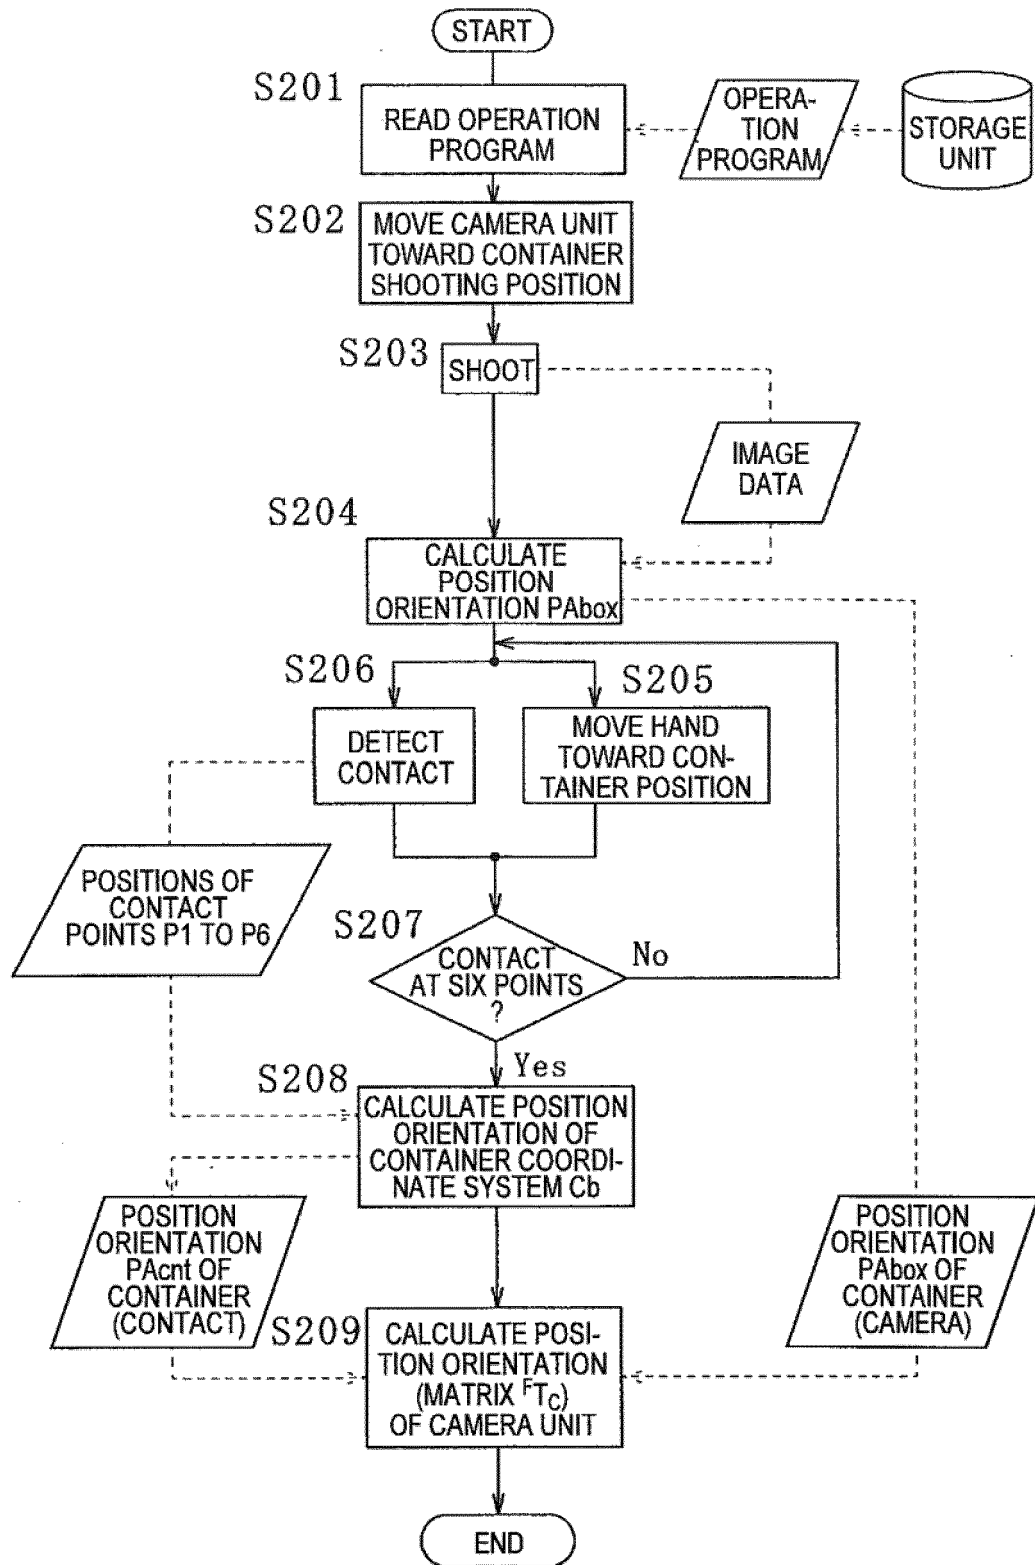 START
S201
READ OPERATION
PROGRAM
OPERA-
TION
PROGRAM
STORAGE
UNIT
S202
MOVE CAMERA UNIT
TOWARD CONTAINER
SHOOTING POSITION
S203
SHOOT
IMAGE
DATA
S204
CALCULATE
POSITION
ORIENTATION PAbox
S206
DETECT
CONTACT
S205
MOVE HAND
TOWARD CON-
TAINER POSITION
POSITIONS OF
CONTACT
POINTS P1 TO P6
S207
CONTACT
AT SIX POINTS
?
No
Yes
S208
CALCULATE POSITION
ORIENTATION OF
CONTAINER COORDI-
NATE SYSTEM Cb
POSITION
ORIENTATION
PAcnt OF
CONTAINER
(CONTACT)
POSITION
ORIENTATION
PAbox OF
CONTAINER
(CAMERA)
S209
CALCULATE POSI-
TION ORIENTATION
(MATRIX FTC)
OF CAMERA UNIT
END